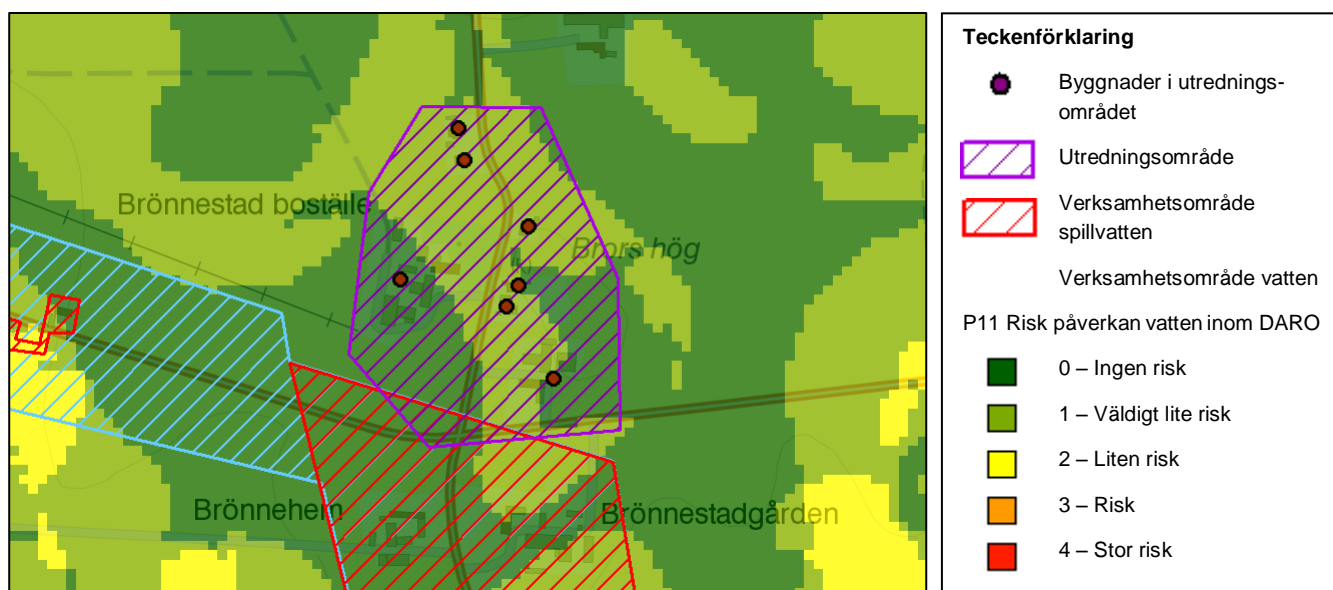 Brönnestad boställe
Brors hög
Brönnehem
Brönnestadgården
Teckenförklaring
Byggnader i utrednings-
området
Utredningsområde
Verksamhetsområde
spillvatten
Verksamhetsområde vatten
P11 Risk påverkan vatten inom DARO
0 – Ingen risk
1 – Väldigt lite risk
2 – Liten risk
3 – Risk
4 – Stor risk